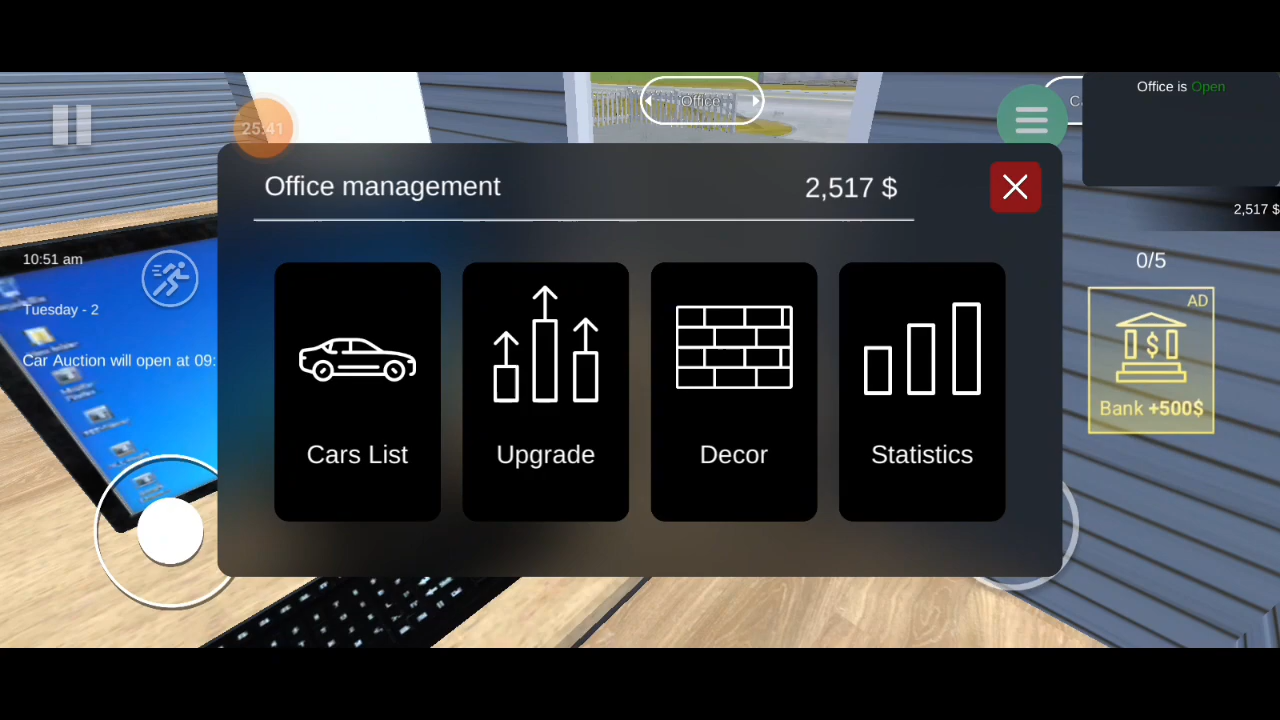 Office is Open
Office
C
25:41
Office management
2,517 $
2,517 $
10:51 am
0/5
AD
Tuesday - 2
Car Auction will open at 09:
$
Bank +500$
Cars List
Upgrade
Decor
Statistics